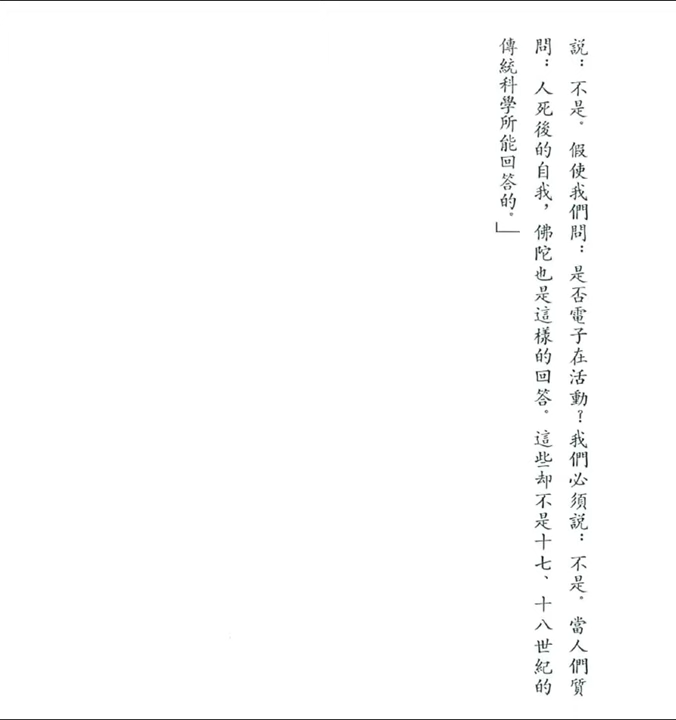 説：不是。假使我們問：是否電子在活動？我們必須説：不是。當人們質
問：人死後的自我，佛陀也是這樣的回答。這些却不是十七、十八世紀的
傳統科學所能回答的。」